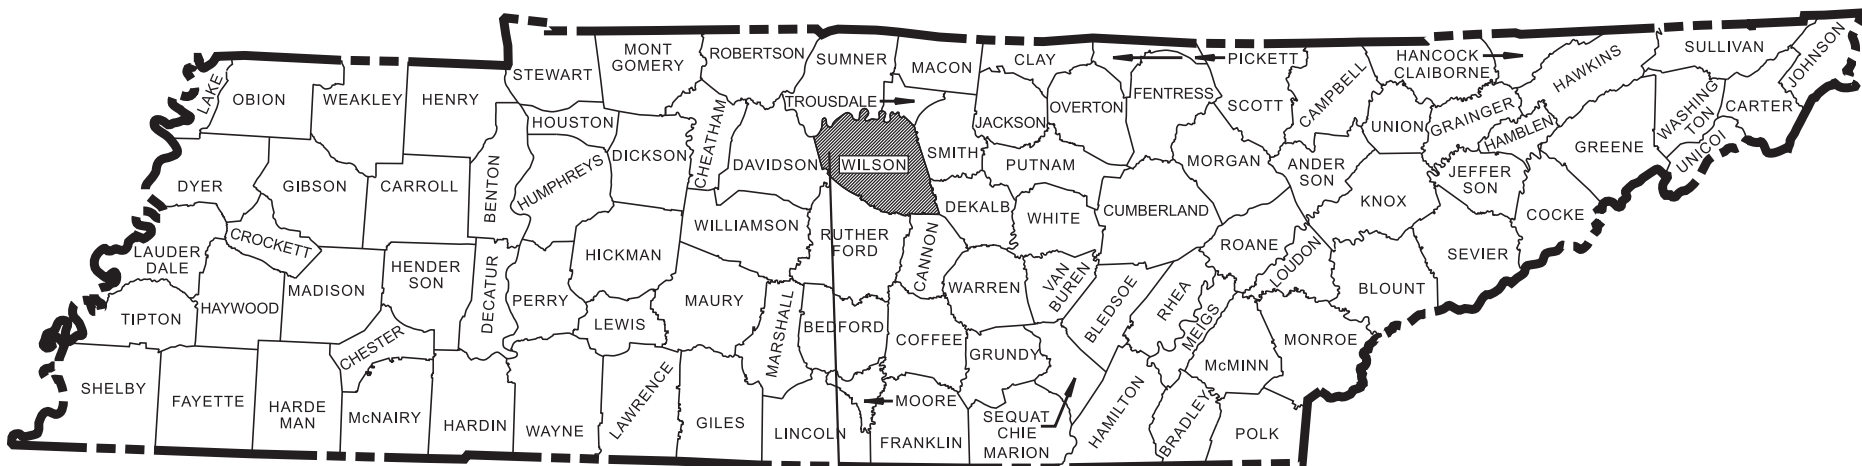 LAKE
OBION
WEAKLEY
HENRY
STEWART
MONT
GOMERY
ROBERTSON
SUMNER
MACON
CLAY
PICKETT
HANCOCK
CLAIBORNE
HAWKINS
SULLIVAN
JOHNSON
TROUSDALE
JACKSON
OVERTON
FENTRESS
SCOTT
CAMPBELL
UNION
GRAINGER
HAMBLEN
WASHING
TON
CARTER
UNICOI
GREENE
HOUSTON
DICKSON
CHEATHAM
DAVIDSON
WILSON
SMITH
PUTNAM
MORGAN
ANDER
SON
KNOX
JEFFER
SON
COCKE
DYER
GIBSON
CARROLL
BENTON
HUMPHREYS
WILLIAMSON
DEKALB
WHITE
CUMBERLAND
ROANE
LOUDON
SEVIER
BLOUNT
LAUDER
DALE
CROCKETT
HAYWOOD
MADISON
HENDER
SON
DECATUR
PERRY
HICKMAN
LEWIS
MAURY
MARSHALL
RUTHER
FORD
CANNON
WARREN
VAN
BUREN
BLEDSOE
RHEA
MEIGS
MONROE
TIPTON
CHESTER
BEDFORD
COFFEE
GRUNDY
McMINN
SHELBY
FAYETTE
HARDE
MAN
McNAIRY
HARDIN
WAYNE
LAWRENCE
GILES
LINCOLN
MOORE
FRANKLIN
SEQUAT
CHIE
MARION
HAMILTON
BRADLEY
POLK